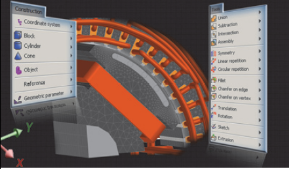 Construction
Coordinate system
Block
Cylinder
Cone
Object
Reference
Geometric parameter
Union
Subtraction
Intersection
Assembly
Symmetry
Linear repetition
Circular repetition
Fillet
Chamfer on edge
Chamfer on vertex
Translation
Rotation
Sketch
Extrusion
Y
X